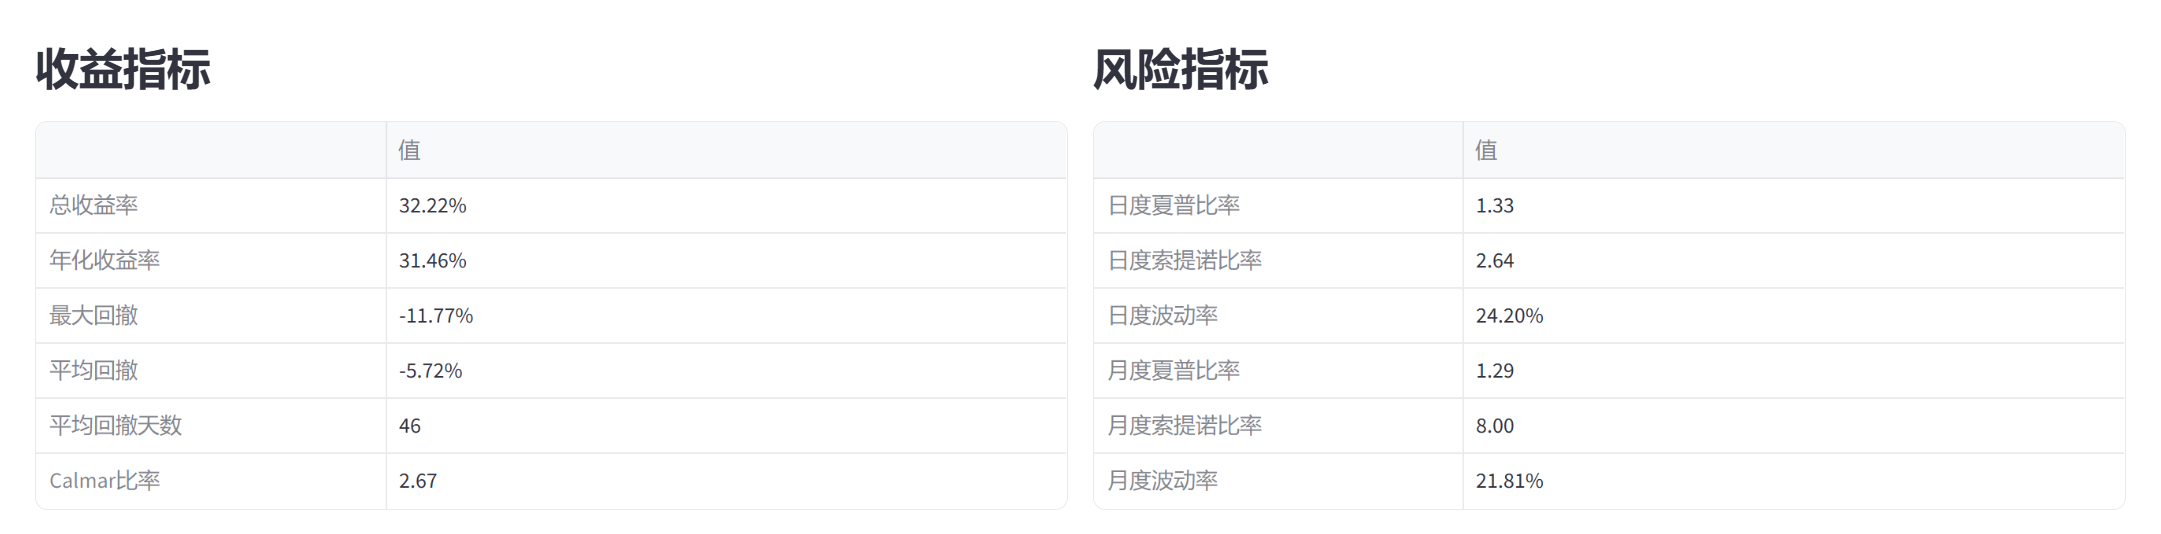 收益指标
值
总收益率 32.22%
年化收益率 31.46%
最大回撤 -11.77%
平均回撤 -5.72%
平均回撤天数 46
Calmar比率 2.67
风险指标
值
日度夏普比率 1.33
日度索提诺比率 2.64
日度波动率 24.20%
月度夏普比率 1.29
月度索提诺比率 8.00
月度波动率 21.81%